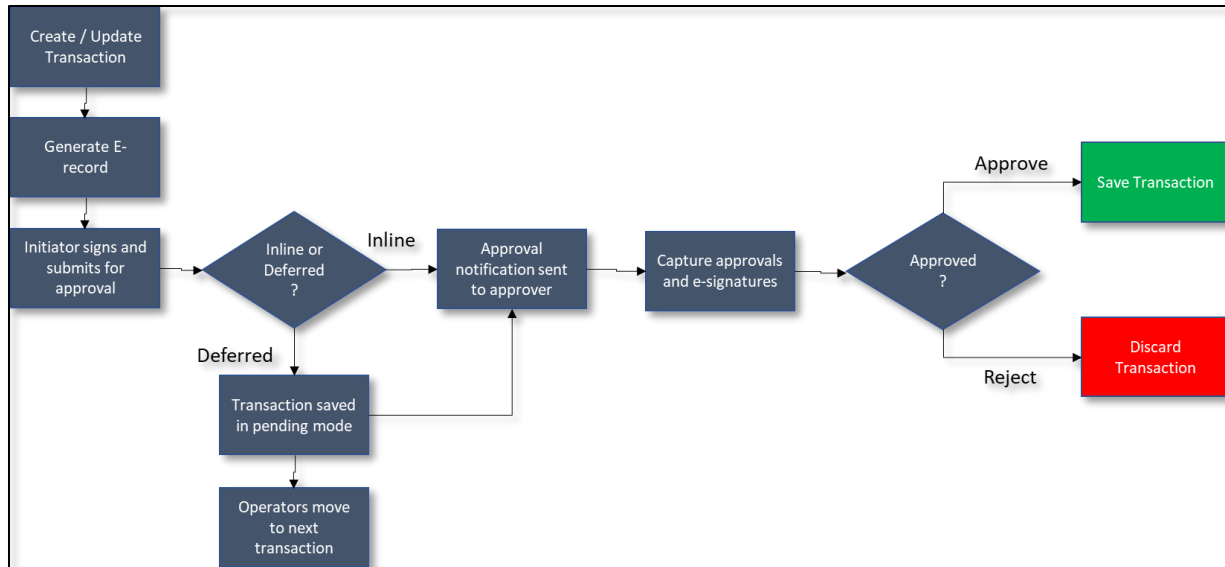 Create / Update
Transaction
Generate E-
record
Initiator signs and
submits for
approval
Inline or
Deferred
?
Inline
Deferred
Transaction saved
in pending mode
Operators move
to next
transaction
Approval
notification sent
to approver
Capture approvals
and e-signatures
Approved
?
Approve
Save Transaction
Reject
Discard
Transaction